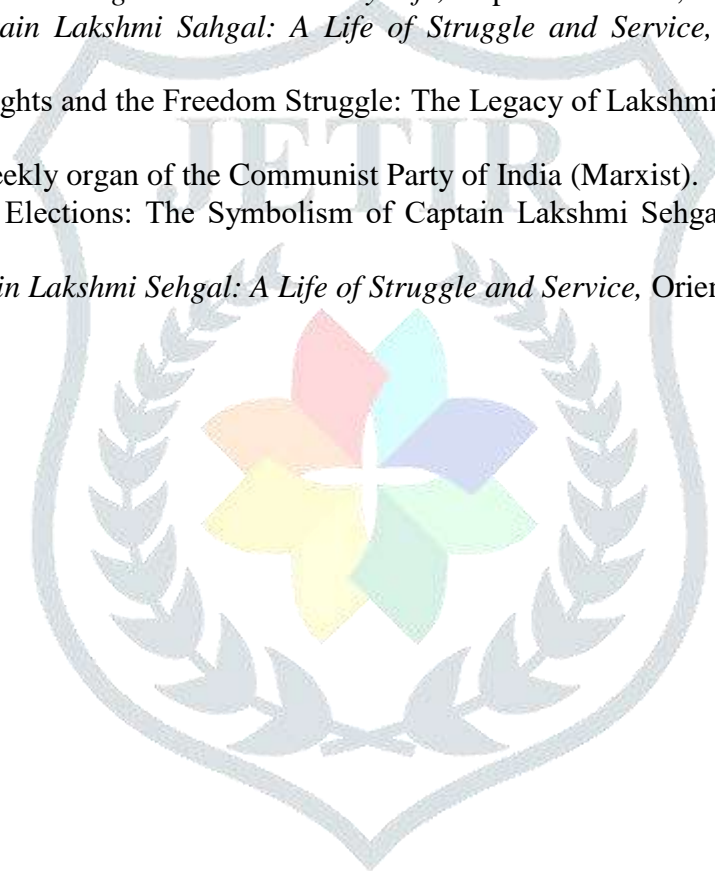 ain Lakshmi Sahgal: A Life of Struggle and Service,
ghts and the Freedom Struggle: The Legacy of Lakshmi
JETIR
eekly organ of the Communist Party of India (Marxist).
Elections: The Symbolism of Captain Lakshmi Sehga
in Lakshmi Sehgal: A Life of Struggle and Service, Orien